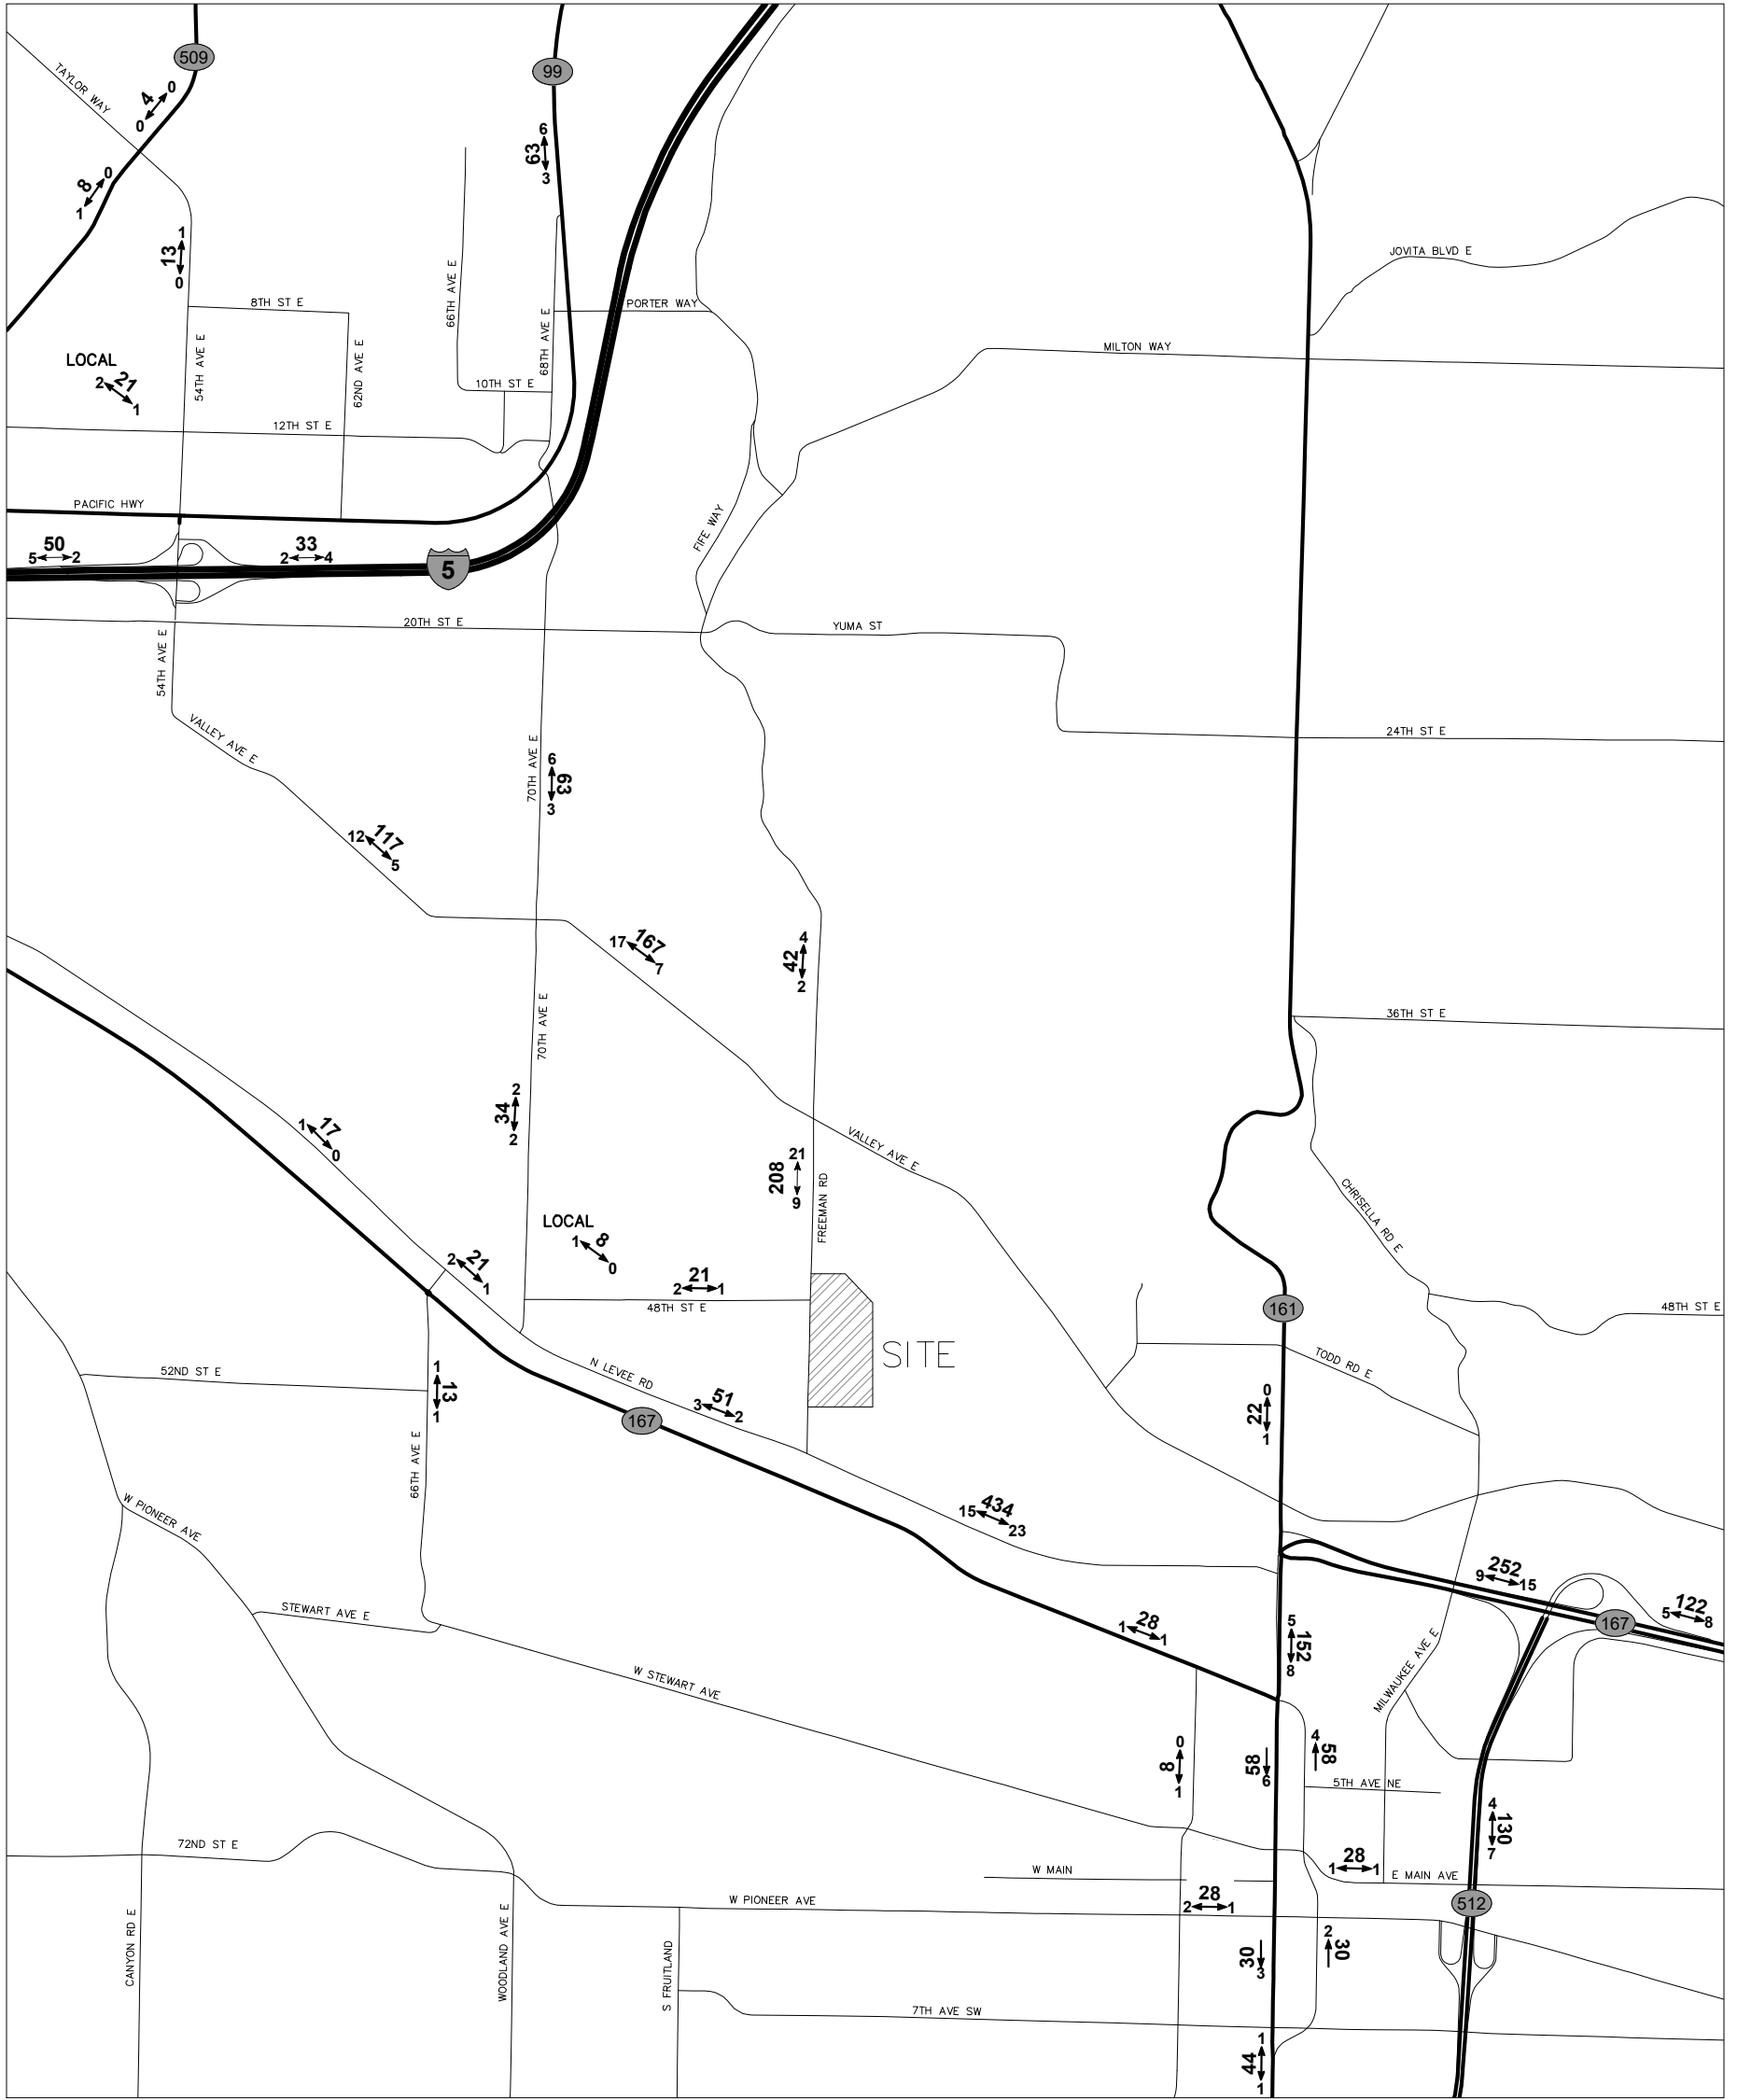 509
99
TAYLOR WAY
0
4
0
6
63
3
0
8
1
1
13
0
JOVITA BLVD E
66TH AVE E
8TH ST E
PORTER WAY
68TH AVE E
MILTON WAY
LOCAL
2
21
1
54TH AVE E
62ND AVE E
10TH ST E
12TH ST E
PACIFIC HWY
FIFE WAY
50
5
2
33
2
4
5
20TH ST E
YUMA ST
54TH AVE E
VALLEY AVE E
24TH ST E
70TH AVE E
6
63
3
12
117
5
17
167
7
4
42
2
70TH AVE E
36TH ST E
2
34
2
1
17
0
VALLEY AVE E
21
208
9
FREEMAN RD
CHRISELLA RD E
LOCAL
1
8
0
2
21
1
21
2
1
48TH ST E
161
48TH ST E
SITE
TODD RD E
52ND ST E
1
13
1
N LEVEE RD
3
51
2
0
22
1
167
66TH AVE E
W PIONEER AVE
15
434
23
9
252
15
5
122
8
167
STEWART AVE E
1
28
1
5
152
8
MILWAUKEE AVE E
W STEWART AVE
0
8
1
58
6
4
58
5TH AVE NE
4
130
7
72ND ST E
W MAIN
28
1
1
E MAIN AVE
W PIONEER AVE
28
2
1
512
CANYON RD E
WOODLAND AVE E
S FRUITLAND
30
3
2
30
7TH AVE SW
1
44
1